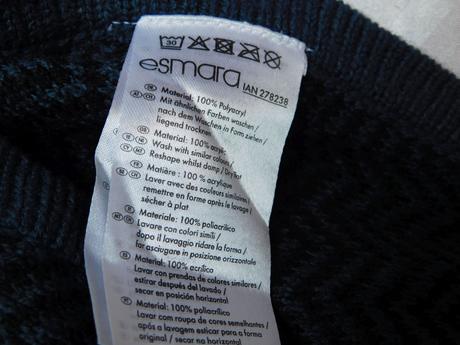 30
esmara IAN 278238
Material: 100% Polyacryl
Mit ähnlichen Farben waschen /
nach dem Waschen in Form ziehen /
liegend trocknen
Material: 100% acrylic
Wash with similar colours /
Reshape whilst damp / Dry flat
Matière : 100% acrylique
Laver avec des couleurs similaires /
remettre en forme après le lavage /
sécher à plat
Materiale: 100% poliacrilico
Lavare con colori simili /
dopo il lavaggio ridare la forma /
far asciugare in posizione orizzontale
Material: 100% acrílico
Lavar con prendas de colores similares /
estirar después del lavado /
secar en posición horizontal
Material: 100% poliacrílico
Lavar com roupa de cores semelhantes /
após a lavagem esticar para a forma
original / secar na horizontal